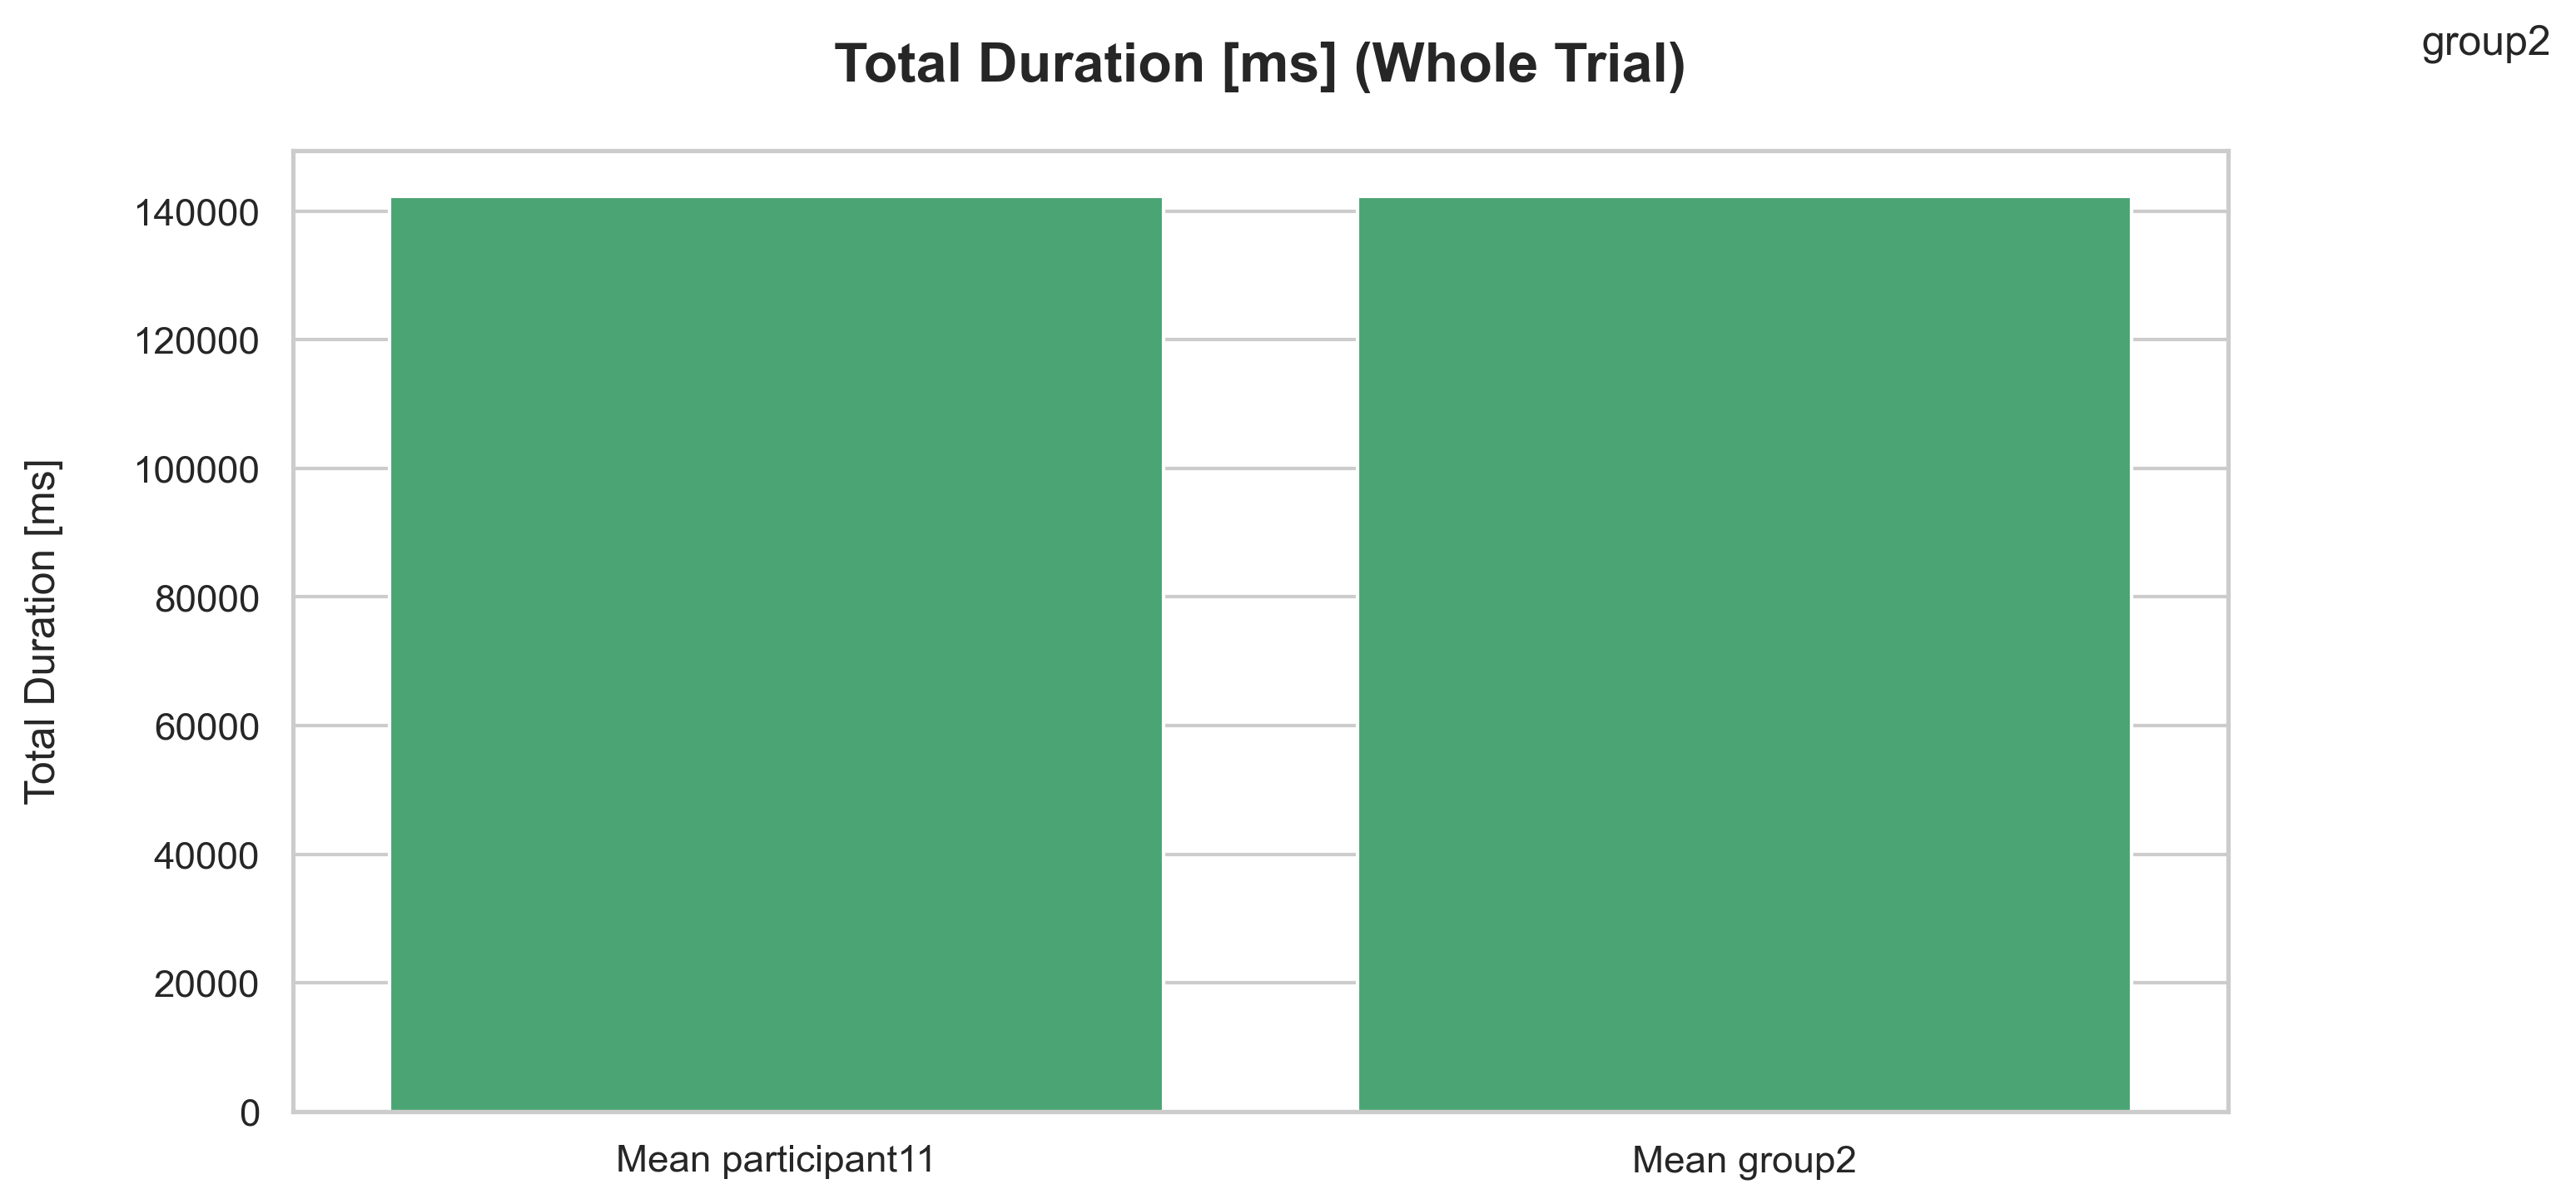 group2
Total Duration [ms] (Whole Trial)
Total Duration [ms]
140000
120000
100000
80000
60000
40000
20000
0
Mean participant11
Mean group2